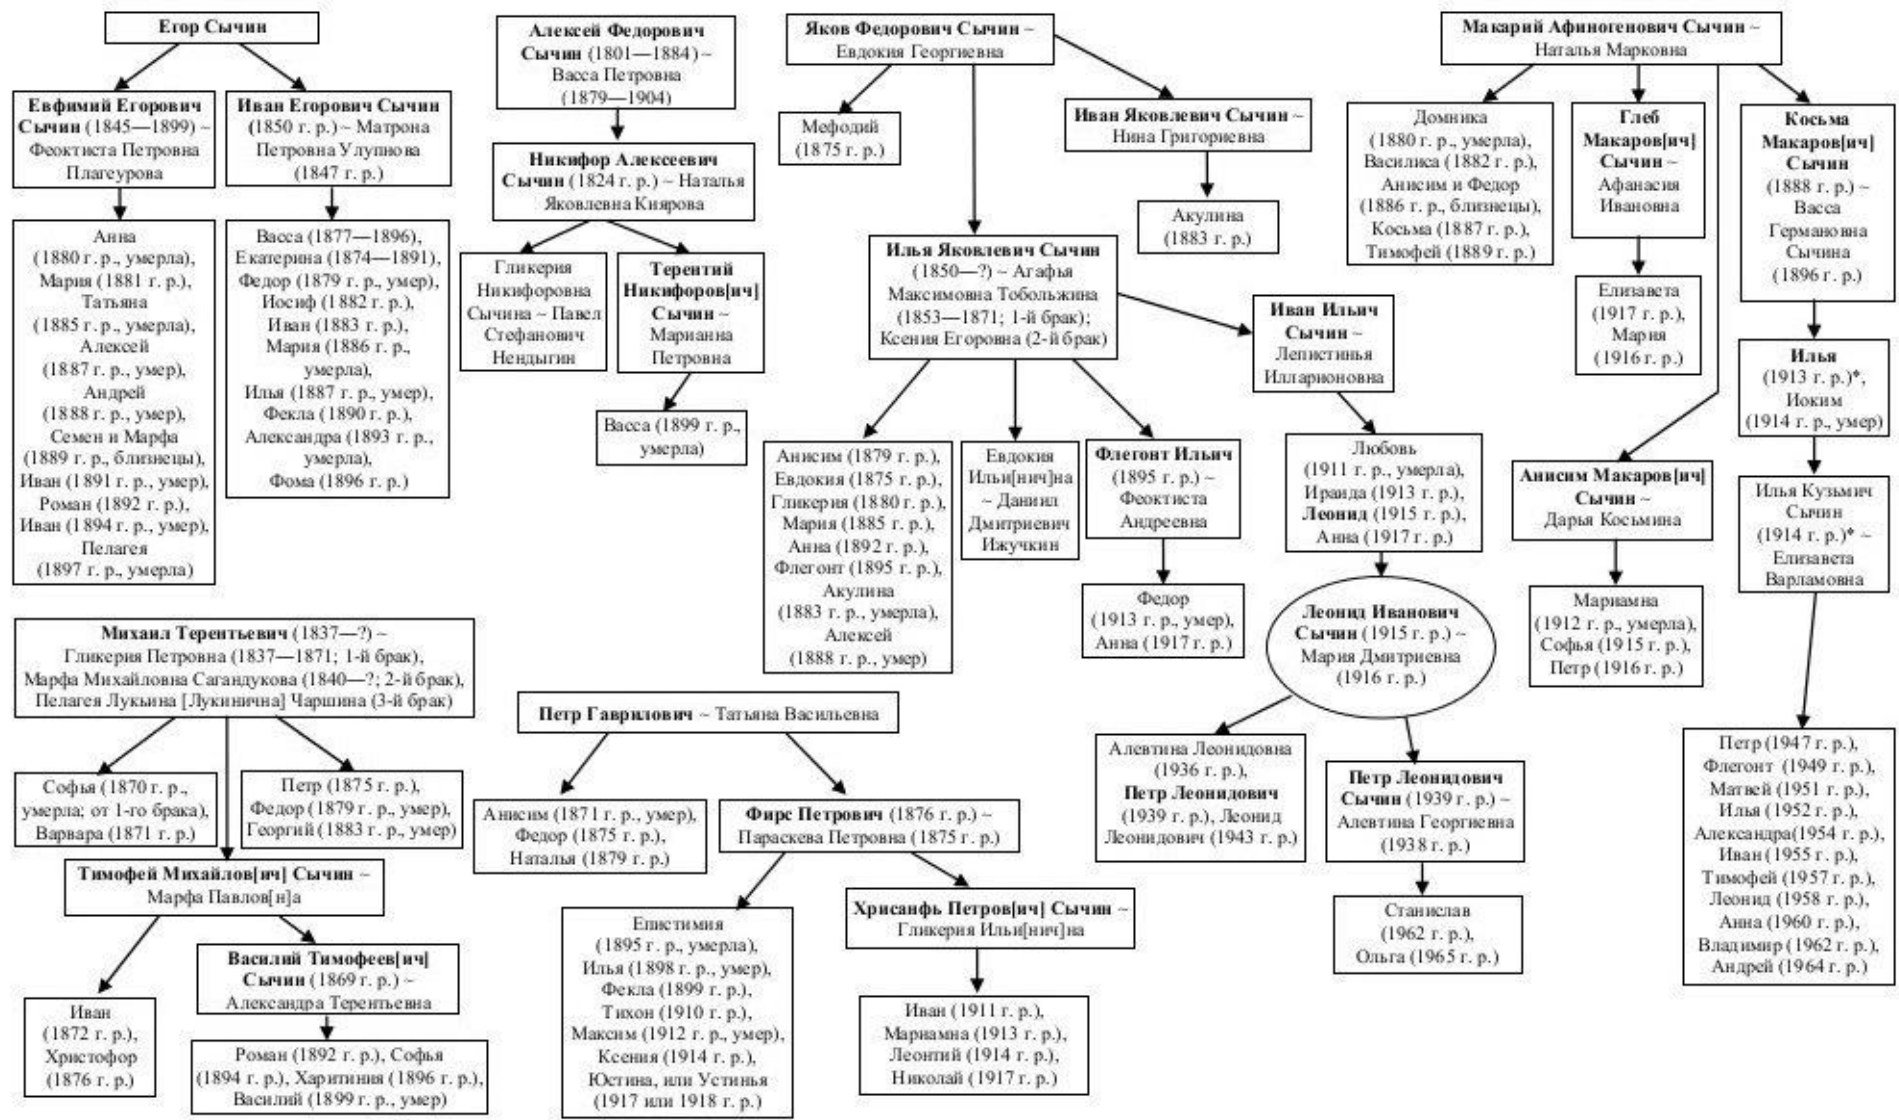 Егор Сычин
Евфимий Егорович
Сычин (1845—1899) ~
Феоктиста Петровна
Плагеурова
Иван Егорович Сычин
(1850 г. р.) ~ Матрона
Петровна Улупнова
(1847 г. р.)
Анна
(1880 г. р., умерла),
Мария (1881 г. р.),
Татьяна
(1885 г. р., умерла),
Алексей
(1887 г. р., умер),
Андрей
(1888 г. р., умер),
Семен и Марфа
(1889 г. р., близнецы),
Иван (1891 г. р., умер),
Роман (1892 г. р.),
Иван (1894 г. р., умер),
Пелагея
(1897 г. р., умерла)
Васса (1877—1896),
Екатерина (1874—1891),
Федор (1879 г. р., умер),
Иосиф (1882 г. р.),
Иван (1883 г. р.),
Мария (1886 г. р.,
умерла),
Илья (1887 г. р., умер),
Фекла (1890 г. р.),
Александра (1893 г. р.,
умерла),
Фома (1896 г. р.)
Алексей Федорович
Сычин (1801—1884) ~
Васса Петровна
(1879—1904)
Никифор Алексеевич
Сычин (1824 г. р.) ~ Наталья
Яковлевна Киярова
Гликерия
Никифоровна
Сычина ~ Павел
Стефанович
Нендыгин
Терентий
Никифоров[ич]
Сычин ~
Марианна
Петровна
Васса (1899 г. р.,
умерла)
Яков Федорович Сычин ~
Евдокия Георгиевна
Мефодий
(1875 г. р.)
Иван Яковлевич Сычин ~
Нина Григориевна
Акулина
(1883 г. р.)
Илья Яковлевич Сычин
(1850—?) ~ Агафья
Максимовна Тобольжина
(1853—1871; 1-й брак);
Ксения Егоровна (2-й брак)
Иван Ильич
Сычин ~
Лепистинья
Илларионовна
Анисим (1879 г. р.),
Евдокия (1875 г. р.),
Гликерия (1880 г. р.),
Мария (1885 г. р.),
Анна (1892 г. р.),
Флегонт (1895 г. р.),
Акулина
(1883 г. р., умерла),
Алексей
(1888 г. р., умер)
Евдокия
Ильи[нич]на
~ Даниил
Дмитриевич
Ижучкин
Флегонт Ильич
(1895 г. р.) ~
Феоктиста
Андреевна
Федор
(1913 г. р., умер),
Анна (1917 г. р.)
Любовь
(1911 г. р., умерла),
Ираида (1913 г. р.),
Леонид (1915 г. р.),
Анна (1917 г. р.)
Леонид Иванович
Сычин (1915 г. р.) ~
Мария Дмитриевна
(1916 г. р.)
Алевтина Леонидовна
(1936 г. р.),
Петр Леонидович
(1939 г. р.), Леонид
Леонидович (1943 г. р.)
Петр Леонидович
Сычин (1939 г. р.) ~
Алевтина Георгиевна
(1938 г. р.)
Станислав
(1962 г. р.),
Ольга (1965 г. р.)
Макарий Афиногенович Сычин ~
Наталья Марковна
Домника
(1880 г. р., умерла),
Василиса (1882 г. р.),
Анисим и Федор
(1886 г. р., близнецы),
Косьма (1887 г. р.),
Тимофей (1889 г. р.)
Глеб
Макаров[ич]
Сычин ~
Афанасия
Ивановна
Елизавета
(1917 г. р.),
Мария
(1916 г. р.)
Косьма
Макаров[ич]
Сычин
(1888 г. р.) ~
Васса
Германовна
Сычина
(1896 г. р.)
Илья
(1913 г. р.)*,
Иоким
(1914 г. р., умер)
Анисим Макаров[ич]
Сычин ~
Дарья Косьмина
Мариамна
(1912 г. р., умерла),
Софья (1915 г. р.),
Петр (1916 г. р.)
Илья Кузьмич
Сычин
(1914 г. р.)* ~
Елизавета
Варламовна
Петр (1947 г. р.),
Флегонт (1949 г. р.),
Матвей (1951 г. р.),
Илья (1952 г. р.),
Александра(1954 г. р.),
Иван (1955 г. р.),
Тимофей (1957 г. р.),
Леонид (1958 г. р.),
Анна (1960 г. р.),
Владимир (1962 г. р.),
Андрей (1964 г. р.)
Михаил Терентьевич (1837—?) ~
Гликерия Петровна (1837—1871; 1-й брак),
Марфа Михайловна Сагандукова (1840—?; 2-й брак),
Пелагея Лукьина [Лукинична] Чаршина (3-й брак)
Софья (1870 г. р.,
умерла; от 1-го брака),
Варвара (1871 г. р.)
Петр (1875 г. р.),
Федор (1879 г. р., умер),
Георгий (1883 г. р., умер)
Тимофей Михайлов[ич] Сычин ~
Марфа Павлов[н]а
Иван
(1872 г. р.),
Христофор
(1876 г. р.)
Василий Тимофеев[ич]
Сычин (1869 г. р.) ~
Александра Терентьевна
Роман (1892 г. р.), Софья
(1894 г. р.), Харитиния (1896 г. р.),
Василий (1899 г. р., умер)
Петр Гаврилович ~ Татьяна Васильевна
Анисим (1871 г. р., умер),
Федор (1875 г. р.),
Наталья (1879 г. р.)
Фирс Петрович (1876 г. р.) ~
Параскева Петровна (1875 г. р.)
Епистимия
(1895 г. р., умерла),
Илья (1898 г. р., умер),
Фекла (1899 г. р.),
Тихон (1910 г. р.),
Максим (1912 г. р., умер),
Ксения (1914 г. р.),
Юстина, или Устинья
(1917 или 1918 г. р.)
Хрисанфь Петров[ич] Сычин ~
Гликерия Ильи[нич]на
Иван (1911 г. р.),
Мариамна (1913 г. р.),
Леонтий (1914 г. р.),
Николай (1917 г. р.)